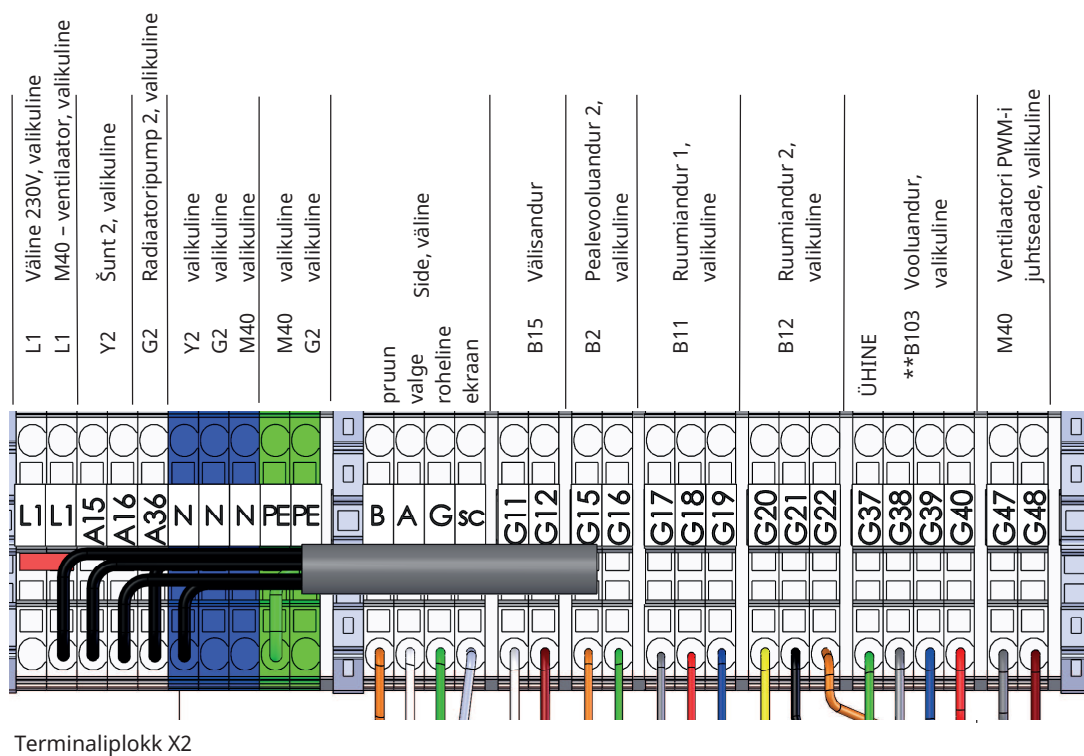 L1 Väline 230V, valikuline
L1 M40 – ventilaator, valikuline
Y2 Šunt 2, valikuline
G2 Radiaatoripump 2, valikuline
Y2 valikuline
G2 valikuline
M40 valikuline
M40 valikuline
G2 valikuline
pruun
valge
roheline
ekraan
Side, väline
B15 Välisandur
B2 Pealevooluandur 2,
valikuline
B11 Ruumiandur 1,
valikuline
B12 Ruumiandur 2,
valikuline
ÜHINE
**B103 Vooluandur,
valikuline
M40 Ventilaatori PWM-i
juhtseade, valikuline
L1 L1 A15 A16 A36 N N N PE PE B A G sc G11 G12 G15 G16 G17 G18 G19 G20 G21 G22 G37 G38 G39 G40 G47 G48
Terminaliplokk X2